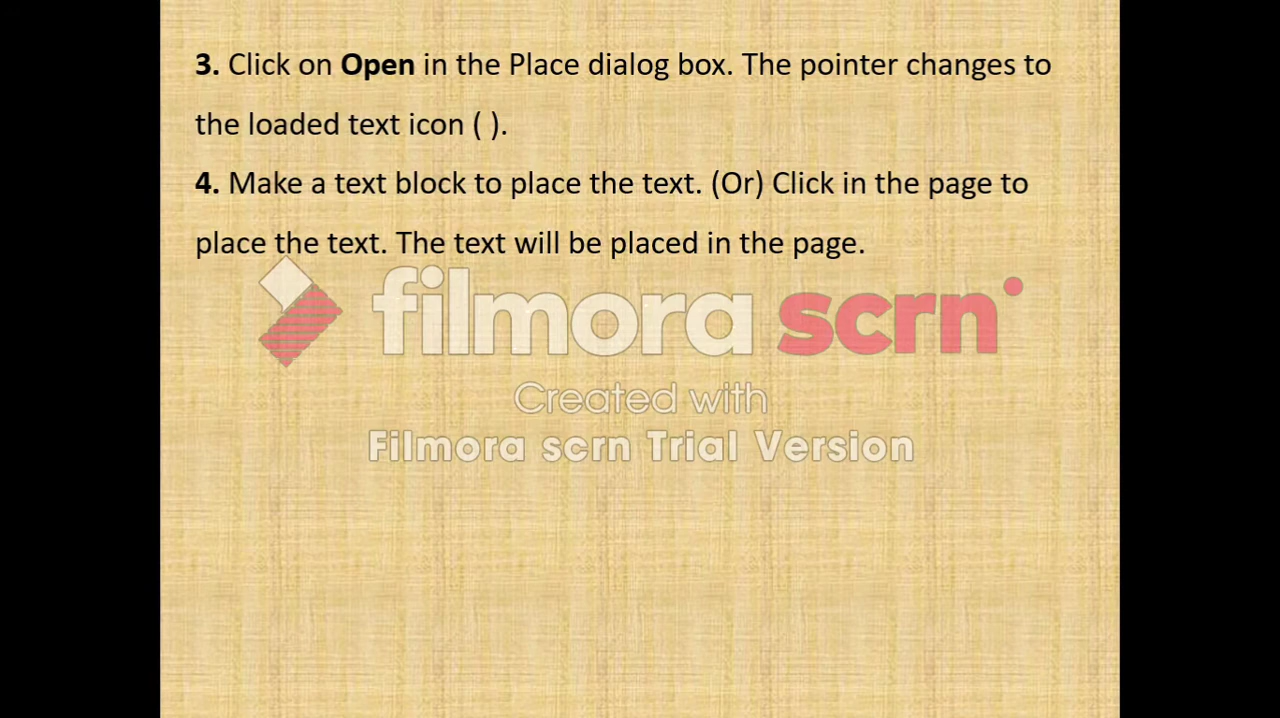 3. Click on Open in the Place dialog box. The pointer changes to
the loaded text icon ( ).
4. Make a text block to place the text. (Or) Click in the page to
place the text. The text will be placed in the page.
filmora scrn
Created with
Filmora scrn Trial Version